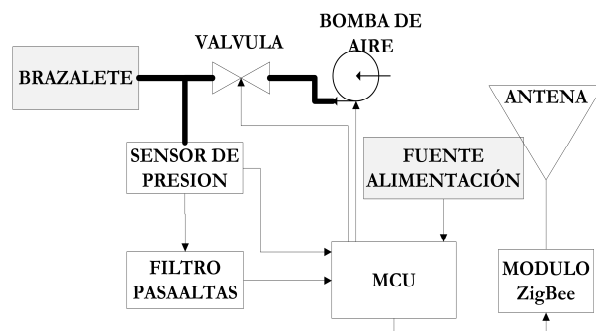 BOMBA DE
AIRE
VALVULA
BRAZALETE
ANTENA
SENSOR DE
PRESION
FUENTE
ALIMENTACIÓN
FILTRO
PASAALTAS
MCU
MODULO
ZigBee